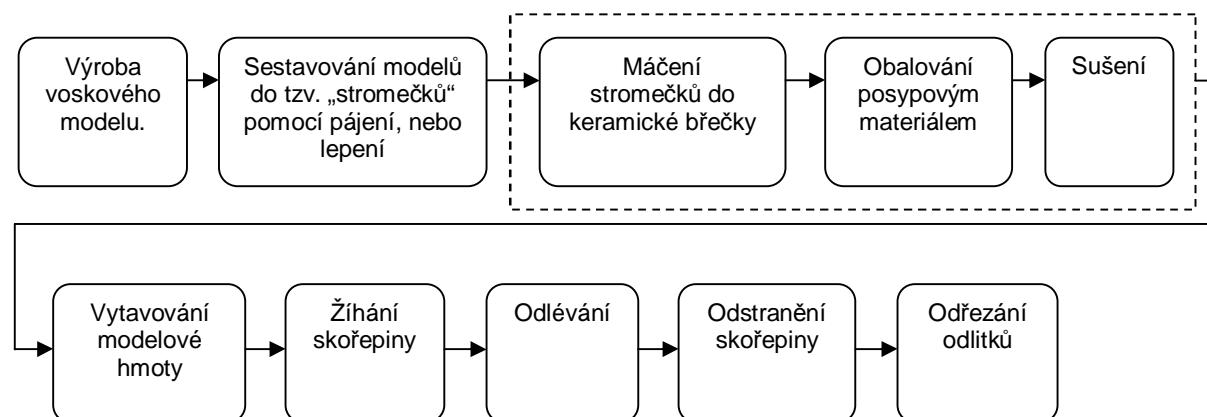 Výroba
voskového
modelu.
Sestavování modelů
do tzv. „stromečků“
pomocí pájení, nebo
lepení
Máčení
stromečků do
keramické břečky
Obalování
posypovým
materiálem
Sušení
Vytavování
modelové
hmoty
Žíhání
skořepiny
Odlévání
Odstranění
skořepiny
Odřezání
odlitků